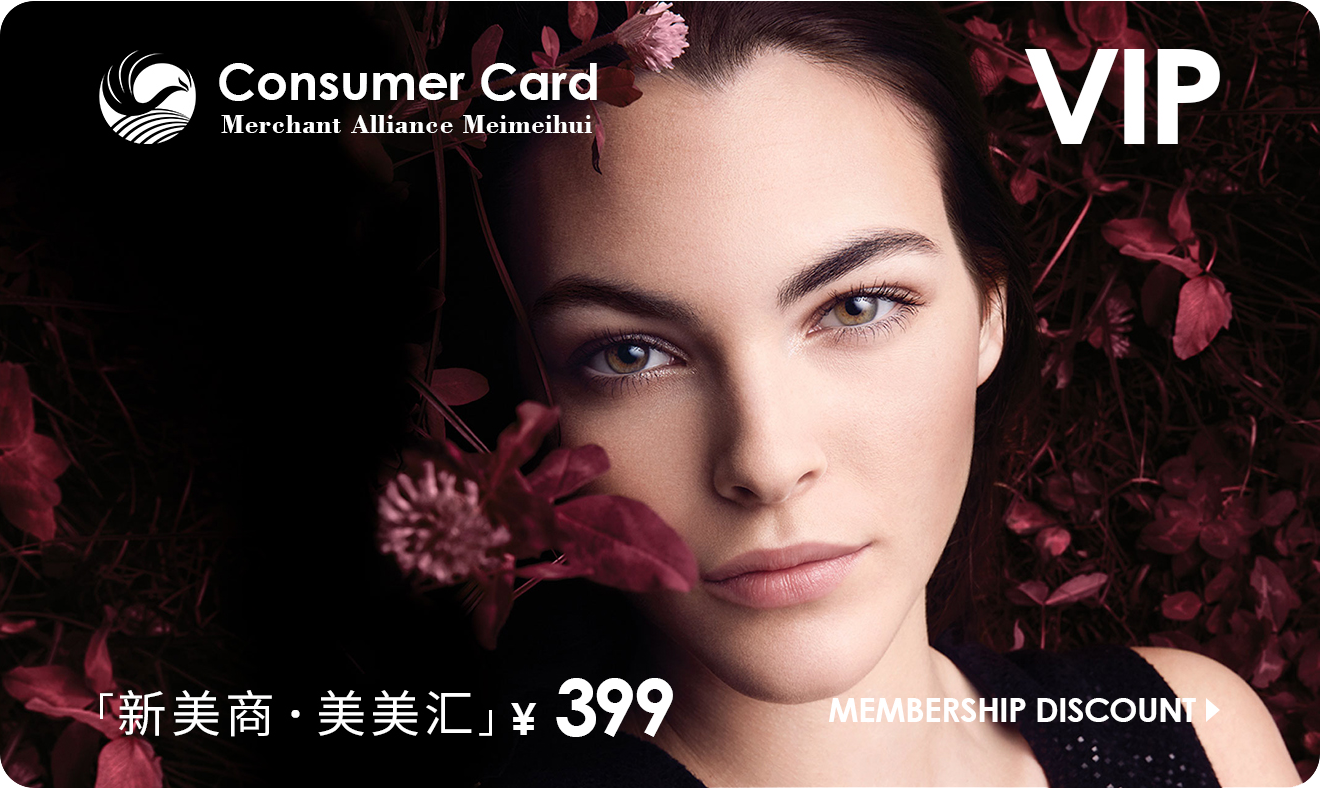 Consumer Card
Merchant Alliance Meimeihui
VIP
「新美商·美美汇」¥ 399
MEMBERSHIP DISCOUNT